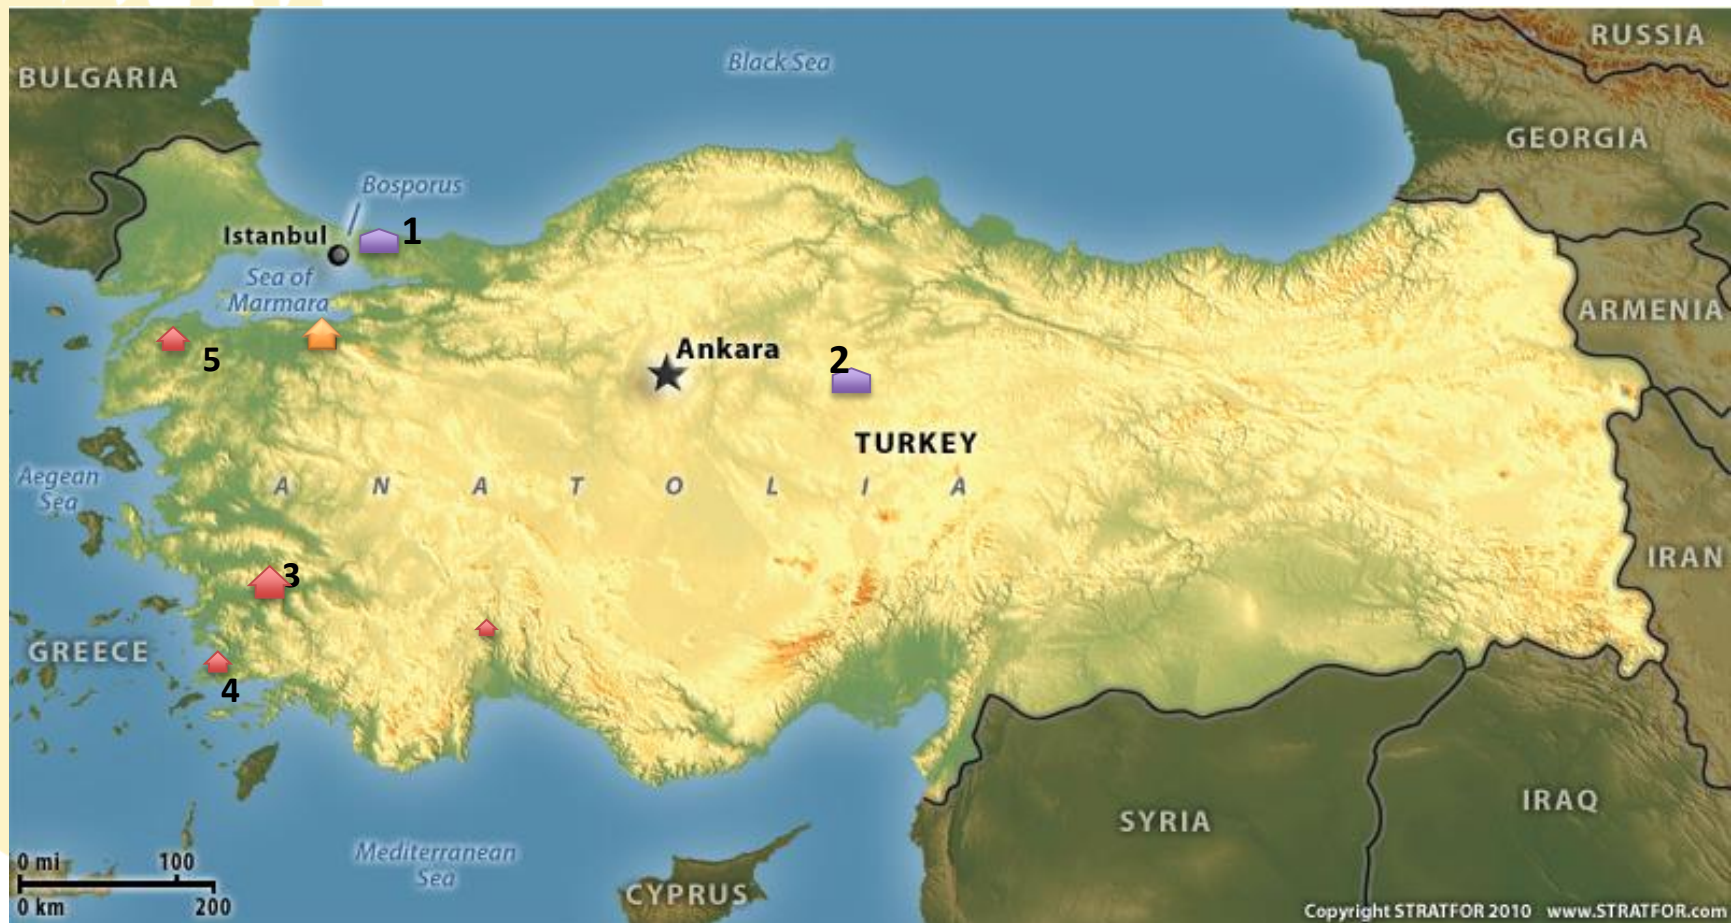 RUSSIA
Black Sea
BULGARIA
GEORGIA
Bosporus
Istanbul
1
Sea of
Marmara
ARMENIA
5
Ankara
2
TURKEY
Aegean
Sea
A N A T O L I A
IRAN
3
GREECE
4
IRAQ
SYRIA
Mediterranean
Sea
CYPRUS
0 mi 100
0 km 200
Copyright STRATFOR 2010 www.STRATFOR.com